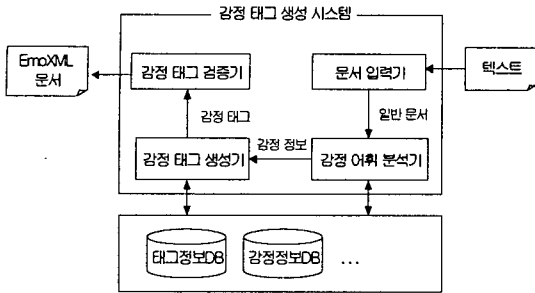 감정 태그 생성 시스템
EmoXML
문서
감정 태그 검증기
문서 입력기
텍스트
감정 태그
일반 문서
감정 태그 생성기
감정 정보
감정 어휘 분석기
태그정보DB
감정정보DB
...